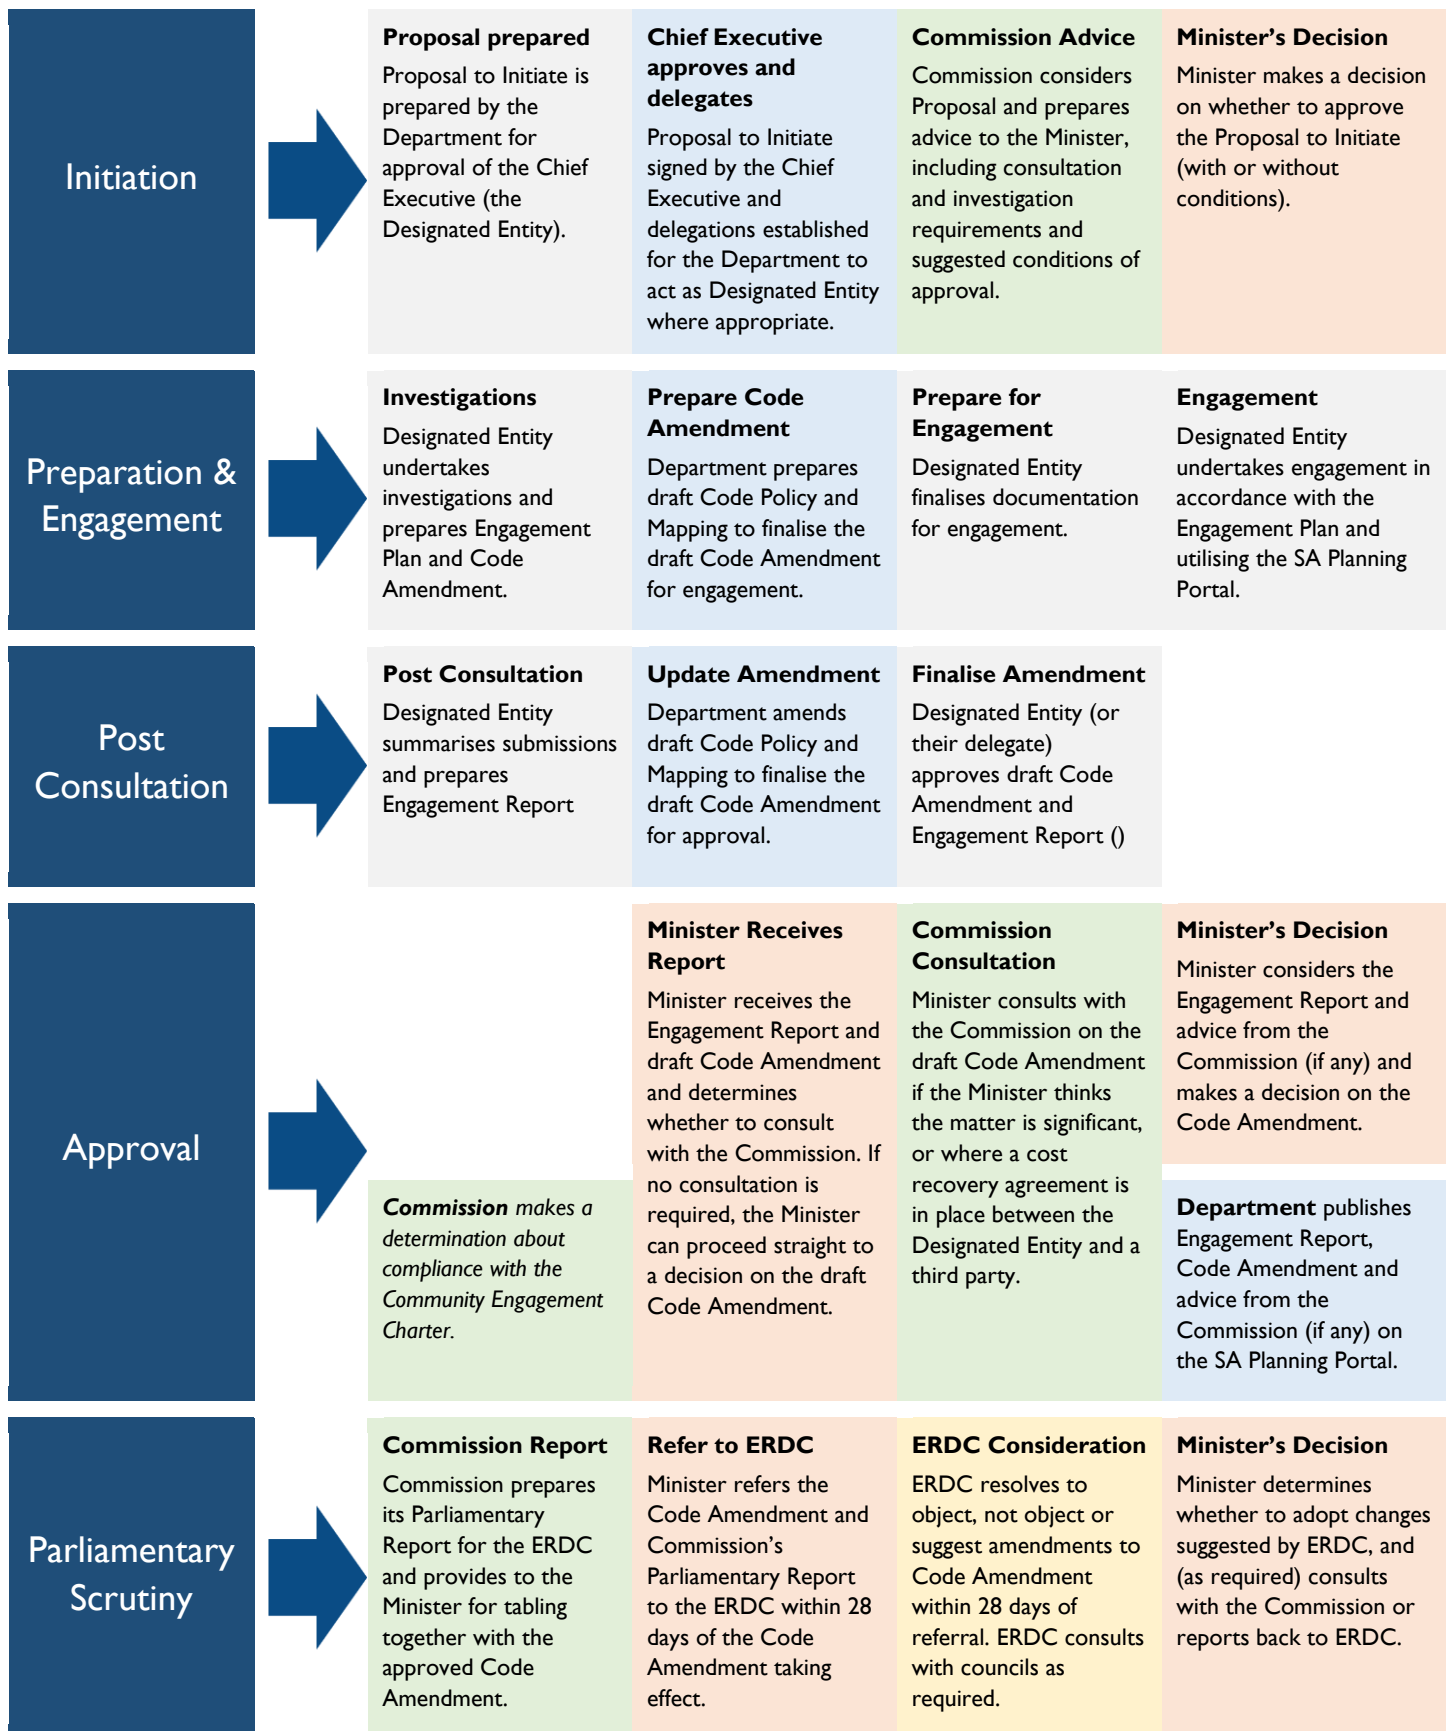 Initiation
Proposal prepared
Proposal to Initiate is
prepared by the
Department for
approval of the Chief
Executive (the
Designated Entity).
Chief Executive
approves and
delegates
Proposal to Initiate
signed by the Chief
Executive and
delegations established
for the Department to
act as Designated Entity
where appropriate.
Commission Advice
Commission considers
Proposal and prepares
advice to the Minister,
including consultation
and investigation
requirements and
suggested conditions of
approval.
Minister’s Decision
Minister makes a decision
on whether to approve
the Proposal to Initiate
(with or without
conditions).
Preparation &
Engagement
Investigations
Designated Entity
undertakes
investigations and
prepares Engagement
Plan and Code
Amendment.
Prepare Code
Amendment
Department prepares
draft Code Policy and
Mapping to finalise the
draft Code Amendment
for engagement.
Prepare for
Engagement
Designated Entity
finalises documentation
for engagement.
Engagement
Designated Entity
undertakes engagement in
accordance with the
Engagement Plan and
utilising the SA Planning
Portal.
Post
Consultation
Post Consultation
Designated Entity
summarises submissions
and prepares
Engagement Report
Update Amendment
Department amends
draft Code Policy and
Mapping to finalise the
draft Code Amendment
for approval.
Finalise Amendment
Designated Entity (or
their delegate)
approves draft Code
Amendment and
Engagement Report ()
Approval
Commission makes a
determination about
compliance with the
Community Engagement
Charter.
Minister Receives
Report
Minister receives the
Engagement Report and
draft Code Amendment
and determines
whether to consult
with the Commission. If
no consultation is
required, the Minister
can proceed straight to
a decision on the draft
Code Amendment.
Commission
Consultation
Minister consults with
the Commission on the
draft Code Amendment
if the Minister thinks
the matter is significant,
or where a cost
recovery agreement is
in place between the
Designated Entity and a
third party.
Minister’s Decision
Minister considers the
Engagement Report and
advice from the
Commission (if any) and
makes a decision on the
Code Amendment.
Department publishes
Engagement Report,
Code Amendment and
advice from the
Commission (if any) on
the SA Planning Portal.
Parliamentary
Scrutiny
Commission Report
Commission prepares
its Parliamentary
Report for the ERDC
and provides to the
Minister for tabling
together with the
approved Code
Amendment.
Refer to ERDC
Minister refers the
Code Amendment and
Commission’s
Parliamentary Report
to the ERDC within 28
days of the Code
Amendment taking
effect.
ERDC Consideration
ERDC resolves to
object, not object or
suggest amendments to
Code Amendment
within 28 days of
referral. ERDC consults
with councils as
required.
Minister’s Decision
Minister determines
whether to adopt changes
suggested by ERDC, and
(as required) consults
with the Commission or
reports back to ERDC.